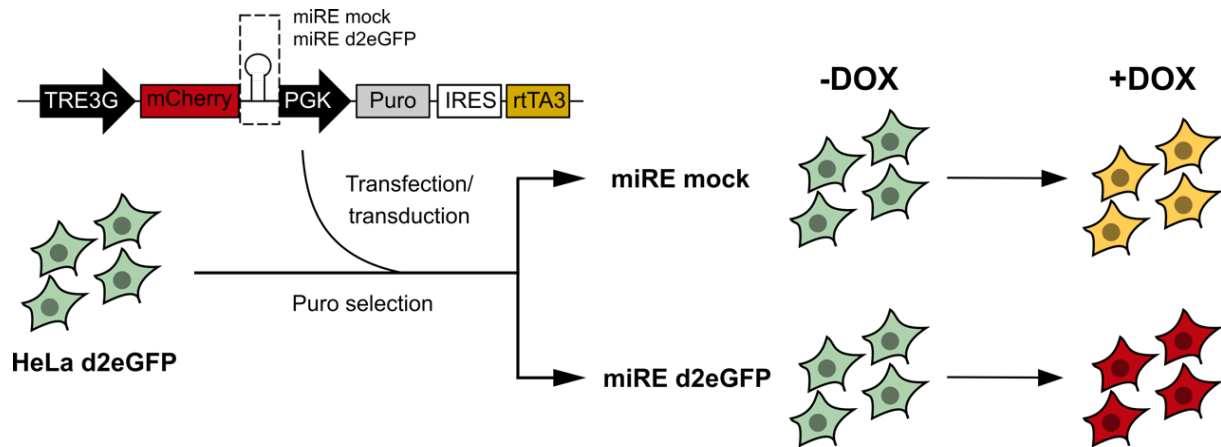 miRE mock
miRE d2eGFP
TRE3G mCherry PGK Puro IRES rtTA3
-DOX
+DOX
Transfection/
transduction
miRE mock
Puro selection
HeLa d2eGFP
miRE d2eGFP